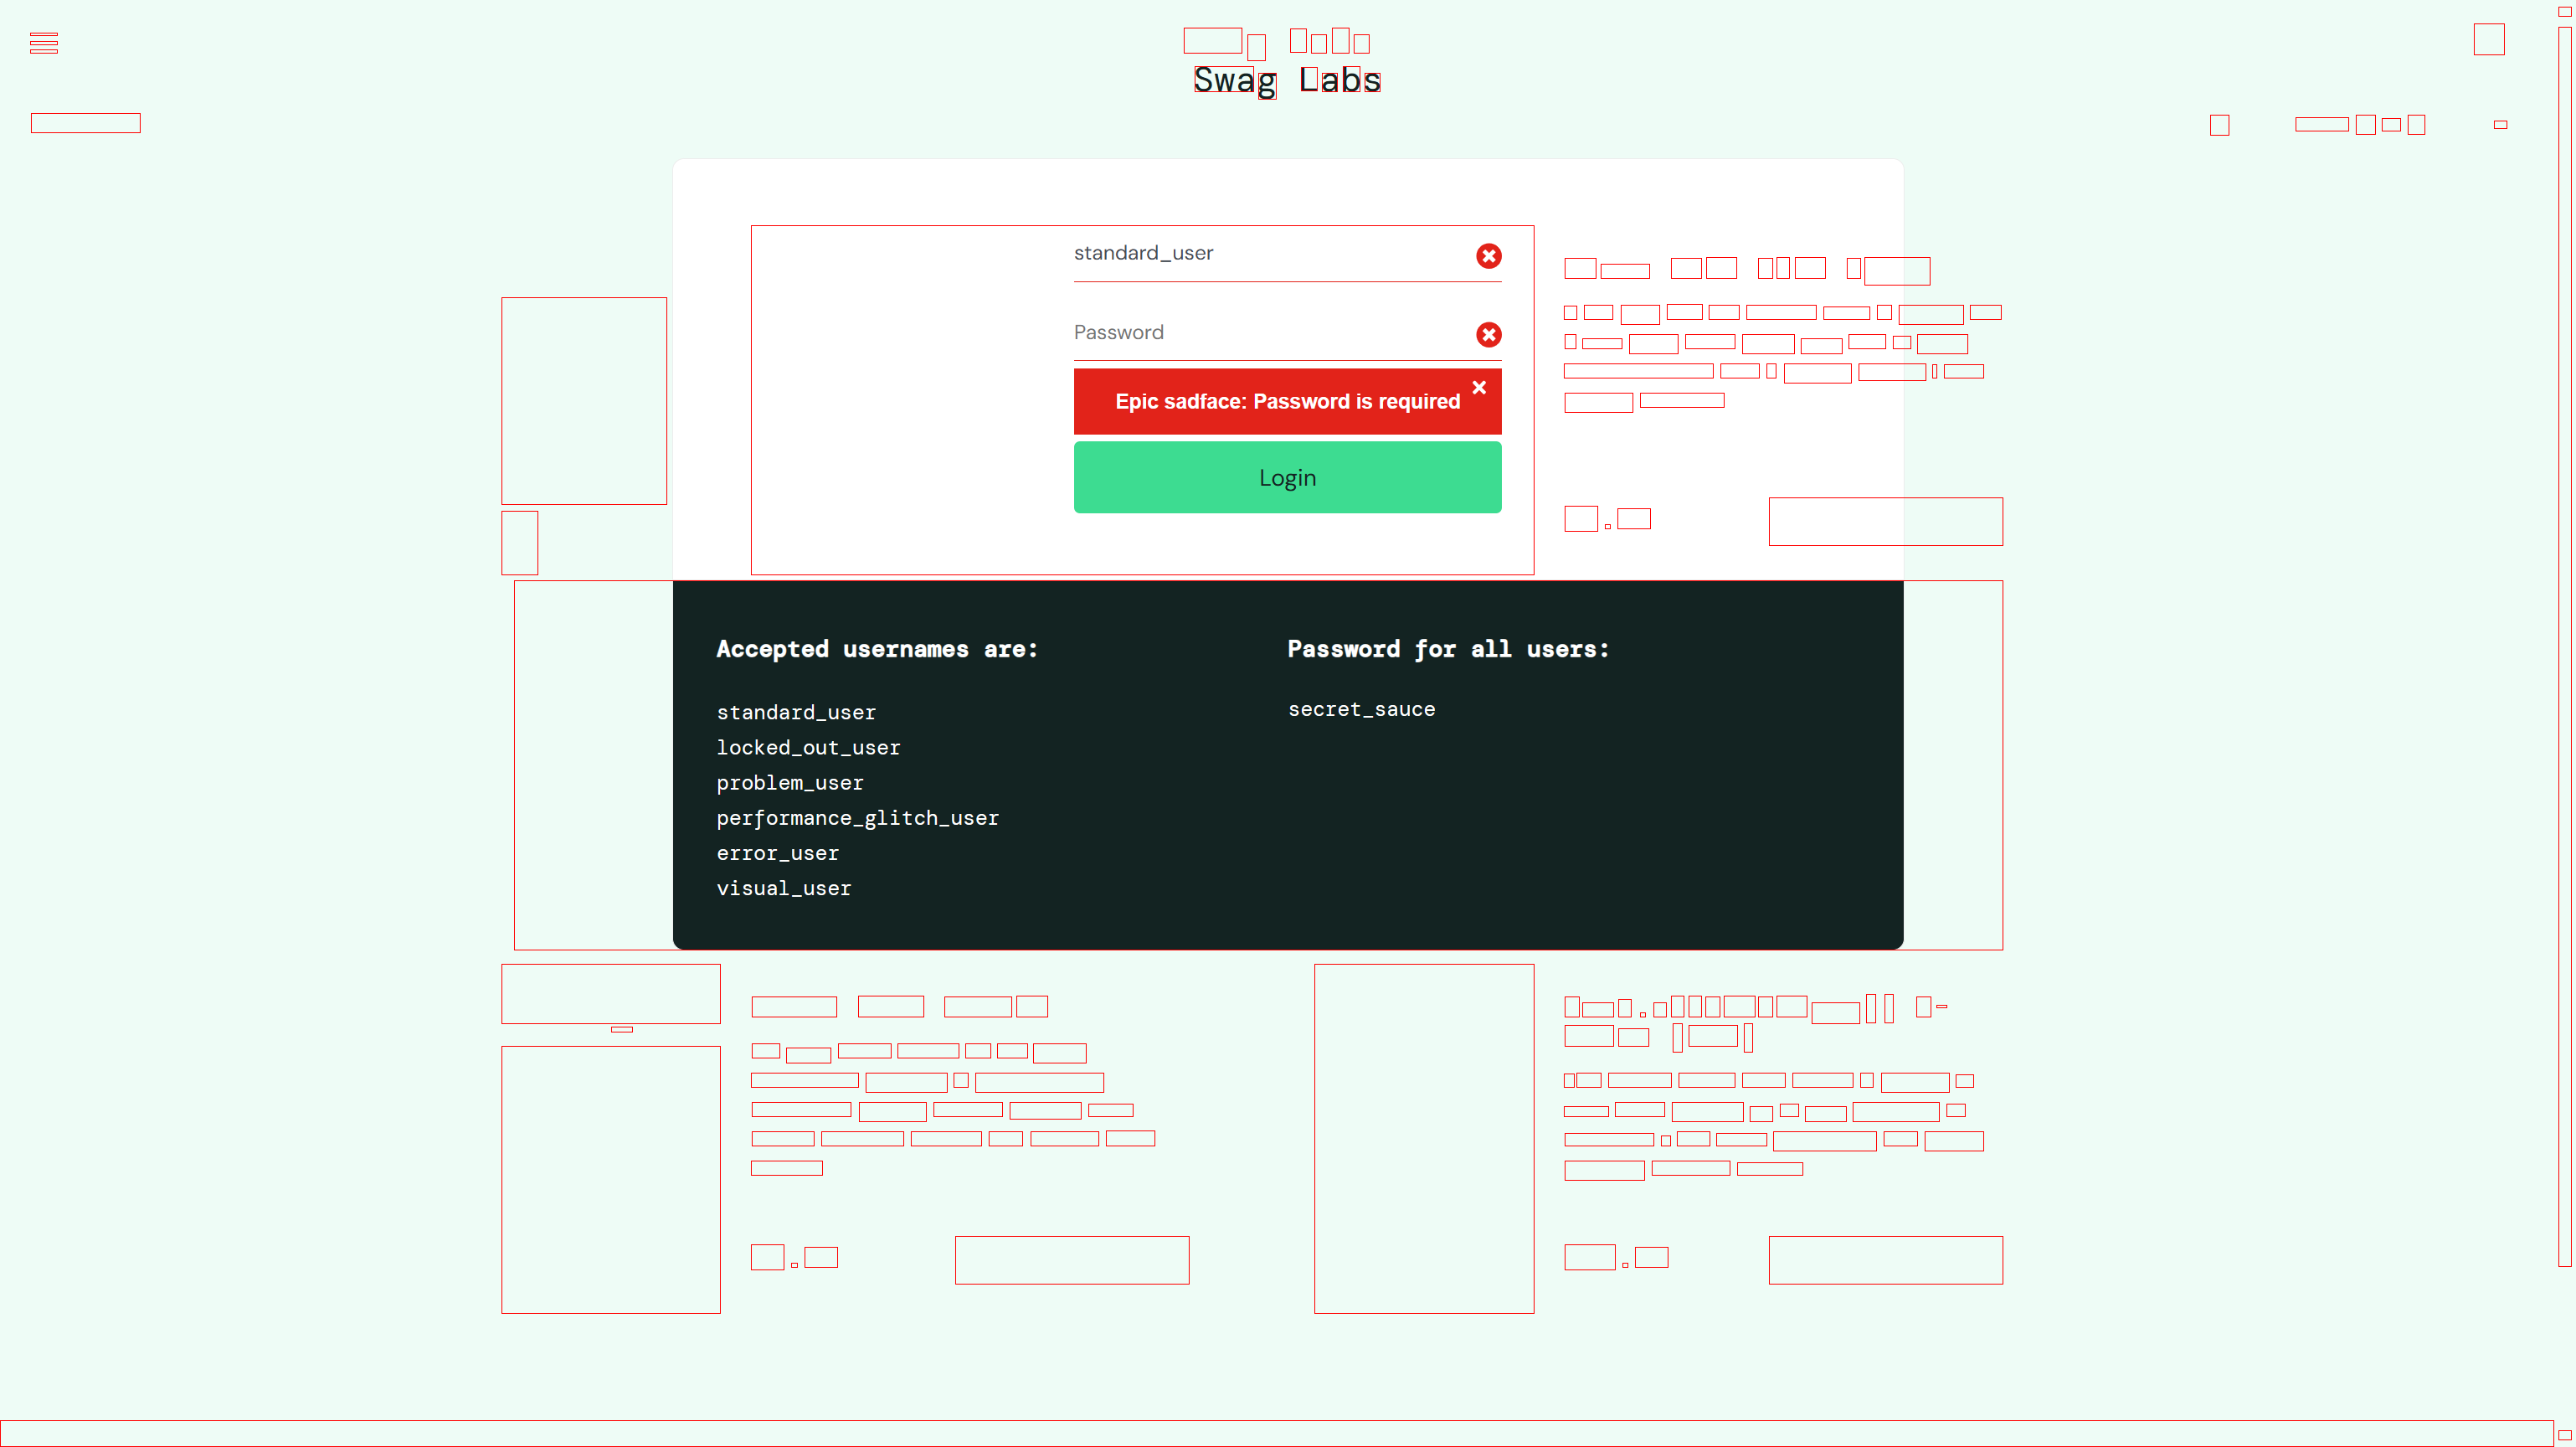 Swag Labs
standard_user
Password
Epic sadface: Password is required
Login
Accepted usernames are:
standard_user
locked_out_user
problem_user
performance_glitch_user
error_user
visual_user
Password for all users:
secret_sauce